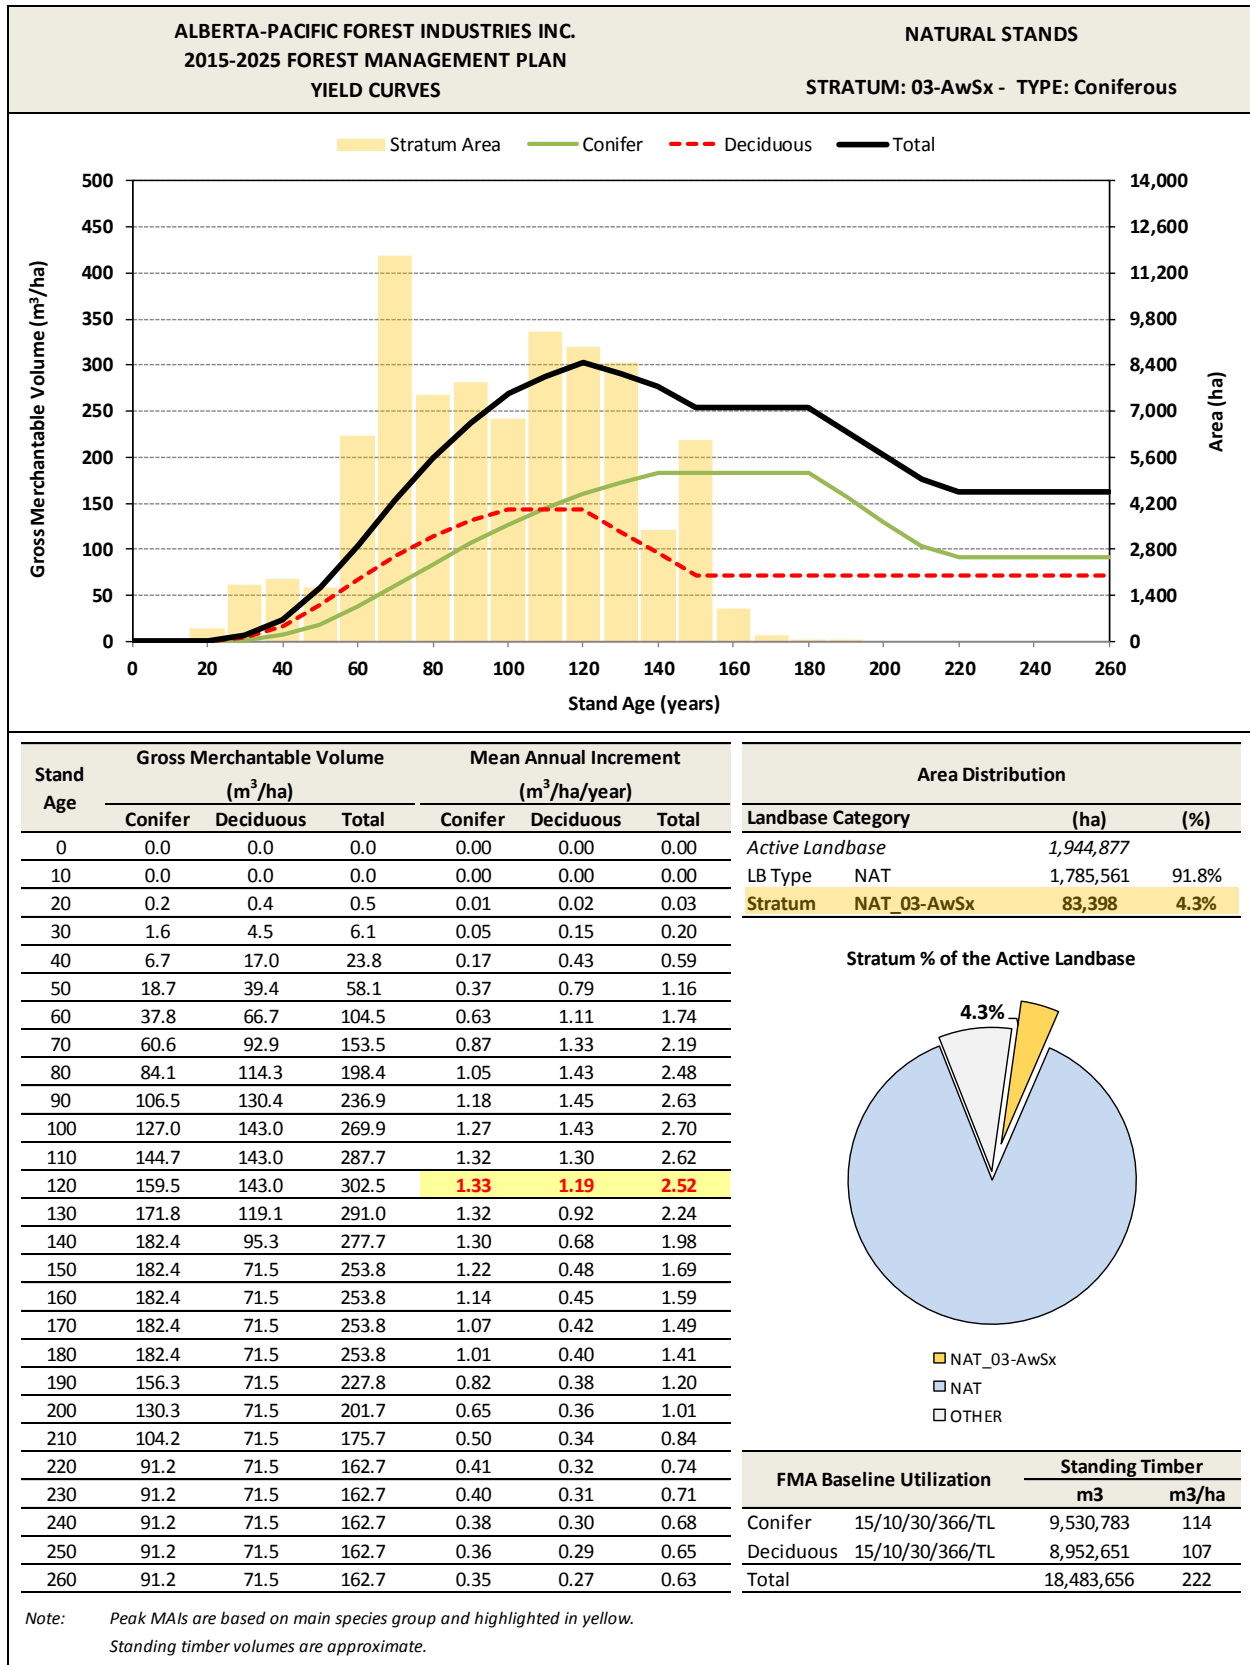 ALBERTA-PACIFIC FOREST INDUSTRIES INC.
2015-2025 FOREST MANAGEMENT PLAN
YIELD CURVES
NATURAL STANDS
STRATUM: 03-AwSx - TYPE: Coniferous
Stratum Area Conifer Deciduous Total
500 14,000
450 12,600
400 11,200
350 9,800
300 8,400
250 7,000
200 5,600
150 4,200
100 2,800
50 1,400
0 0
Gross Merchantable Volume (m³/ha)
Area (ha)
0 20 40 60 80 100 120 140 160 180 200 220 240 260
Stand Age (years)
Stand Age Gross Merchantable Volume (m³/ha) Mean Annual Increment (m³/ha/year)
Conifer Deciduous Total Conifer Deciduous Total
0 0.0 0.0 0.0 0.00 0.00 0.00
10 0.0 0.0 0.0 0.00 0.00 0.00
20 0.2 0.4 0.5 0.01 0.02 0.03
30 1.6 4.5 6.1 0.05 0.15 0.20
40 6.7 17.0 23.8 0.17 0.43 0.59
50 18.7 39.4 58.1 0.37 0.79 1.16
60 37.8 66.7 104.5 0.63 1.11 1.74
70 60.6 92.9 153.5 0.87 1.33 2.19
80 84.1 114.3 198.4 1.05 1.43 2.48
90 106.5 130.4 236.9 1.18 1.45 2.63
100 127.0 143.0 269.9 1.27 1.43 2.70
110 144.7 143.0 287.7 1.32 1.30 2.62
120 159.5 143.0 302.5 1.33 1.19 2.52
130 171.8 119.1 291.0 1.32 0.92 2.24
140 182.4 95.3 277.7 1.30 0.68 1.98
150 182.4 71.5 253.8 1.22 0.48 1.69
160 182.4 71.5 253.8 1.14 0.45 1.59
170 182.4 71.5 253.8 1.07 0.42 1.49
180 182.4 71.5 253.8 1.01 0.40 1.41
190 156.3 71.5 227.8 0.82 0.38 1.20
200 130.3 71.5 201.7 0.65 0.36 1.01
210 104.2 71.5 175.7 0.50 0.34 0.84
220 91.2 71.5 162.7 0.41 0.32 0.74
230 91.2 71.5 162.7 0.40 0.31 0.71
240 91.2 71.5 162.7 0.38 0.30 0.68
250 91.2 71.5 162.7 0.36 0.29 0.65
260 91.2 71.5 162.7 0.35 0.27 0.63
Area Distribution
Landbase Category (ha) (%)
Active Landbase 1,944,877
LB Type NAT 1,785,561 91.8%
Stratum NAT_03-AwSx 83,398 4.3%
Stratum % of the Active Landbase
4.3%
NAT_03-AwSx
NAT
OTHER
FMA Baseline Utilization Standing Timber
m3 m3/ha
Conifer 15/10/30/366/TL 9,530,783 114
Deciduous 15/10/30/366/TL 8,952,651 107
Total 18,483,656 222
Note: Peak MAIs are based on main species group and highlighted in yellow.
Standing timber volumes are approximate.